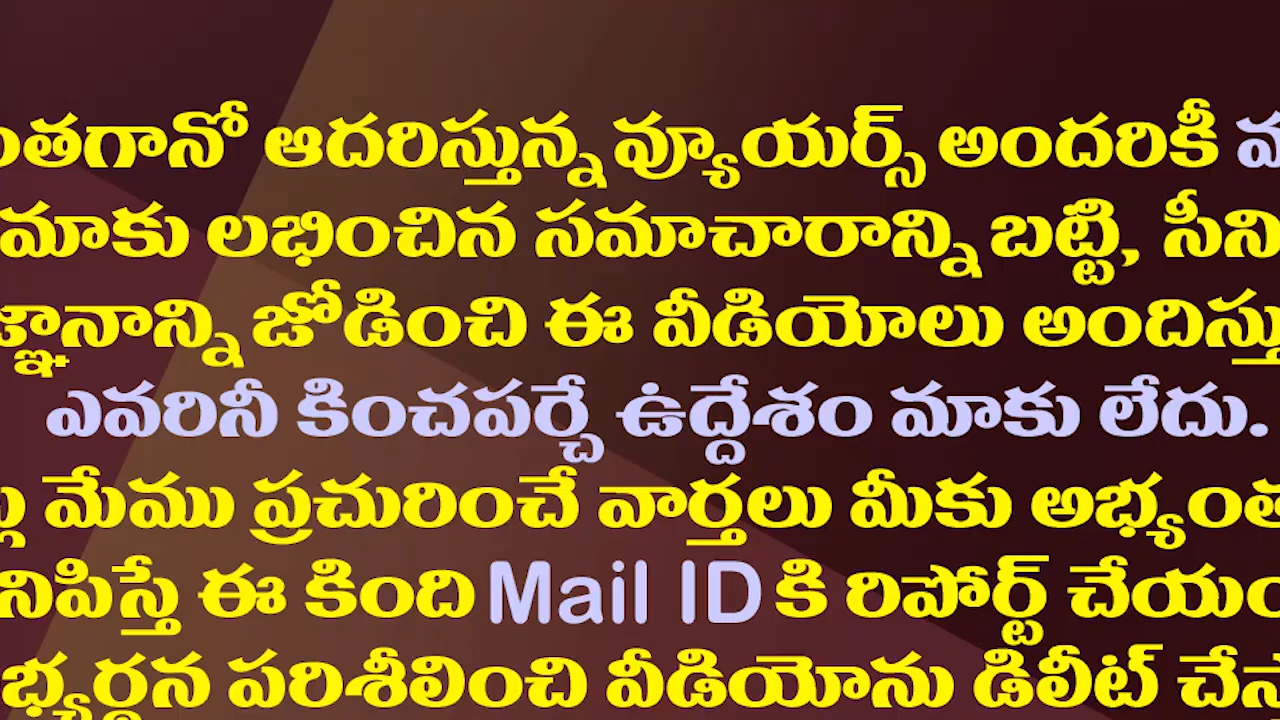 ంతగానో ఆదరిస్తున్న వ్యూయర్స్ అందరికీ
మాకు లభించిన సమాచారాన్ని బట్టి, సీని
జ్ఞానాన్ని జోడించి ఈ వీడియోలు అందిస్తు
ఎవరినీ కించపర్చే ఉద్దేశం మాకు లేదు.
మేము ప్రచురించే వార్తలు మీకు అభ్యంత
నిపిస్తే ఈ కింది Mail ID కి రిపోర్ట్ చేయం
భ్యర్థన పరిశీలించి వీడియోను డిలీట్ చేస